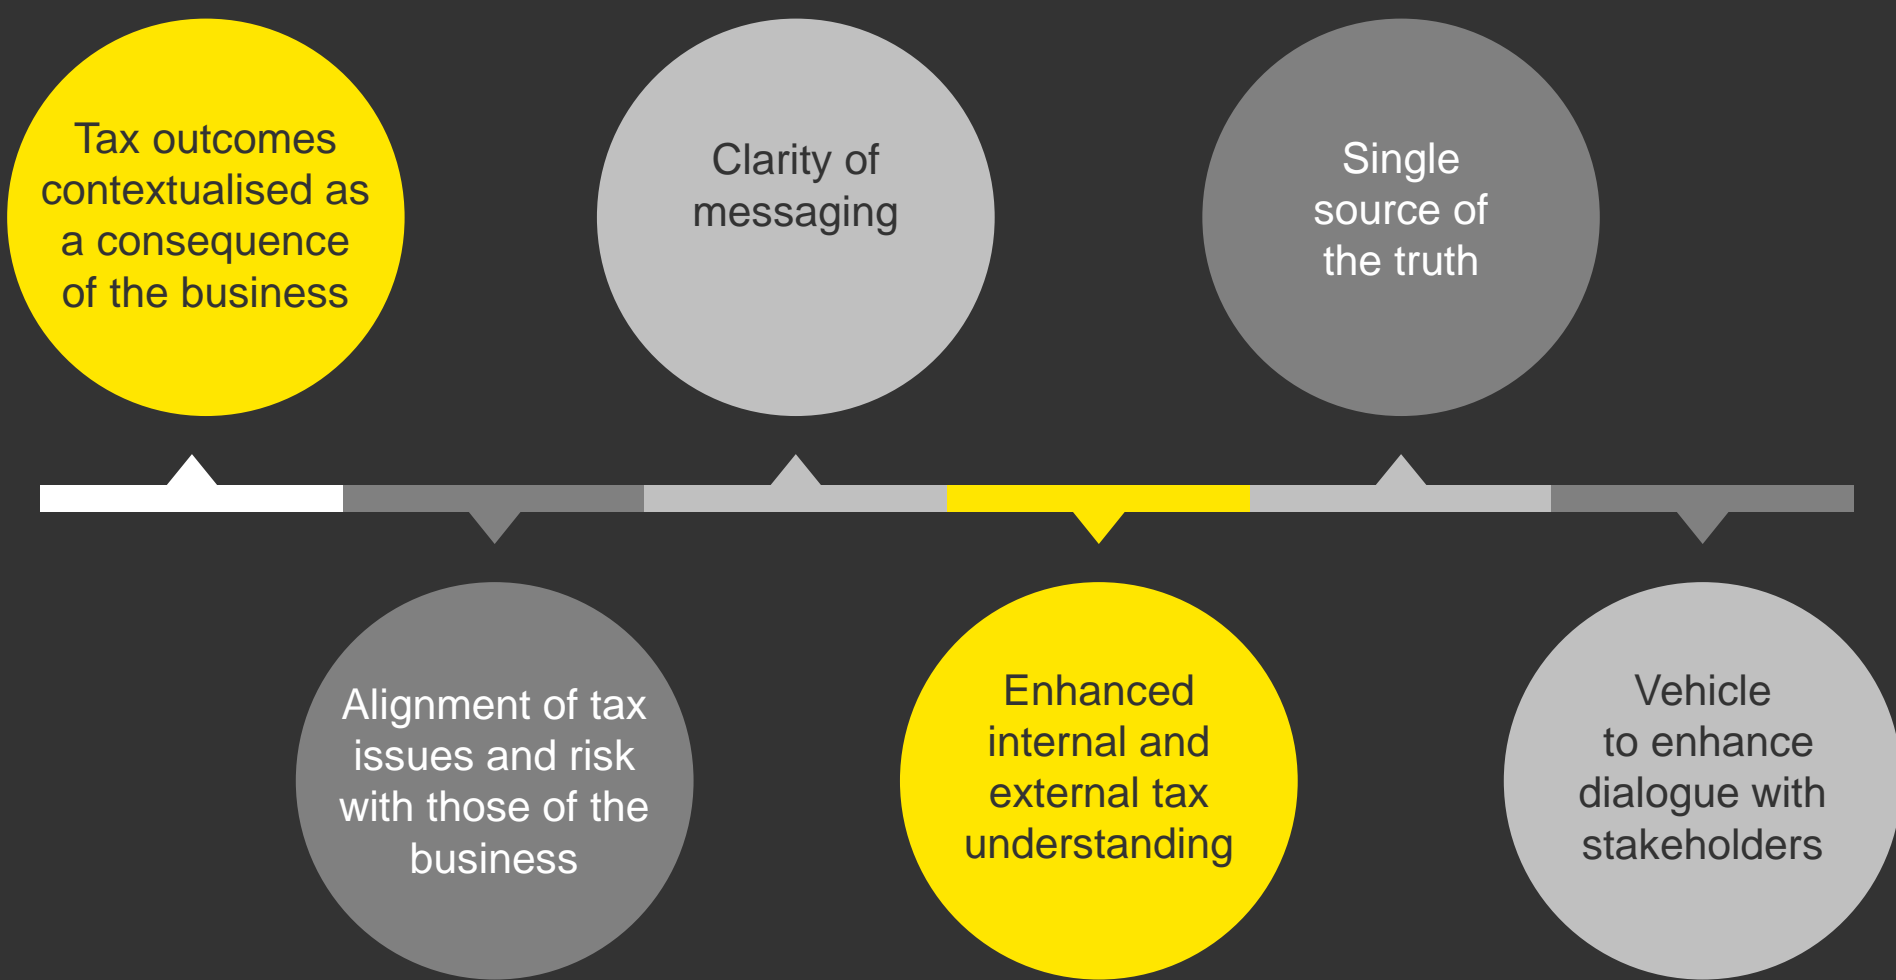 Tax outcomes
contextualised as
a consequence
of the business
Clarity of
messaging
Single
source of
the truth
Alignment of tax
issues and risk
with those of the
business
Enhanced
internal and
external tax
understanding
Vehicle
to enhance
dialogue with
stakeholders